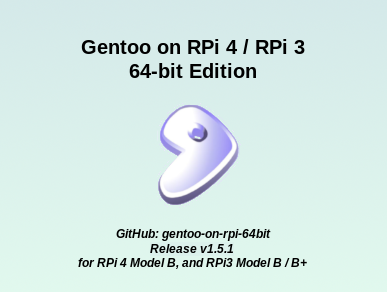 Gentoo on RPi 4 / RPi 3
64-bit Edition
GitHub: gentoo-on-rpi-64bit
Release v1.5.1
for RPi 4 Model B, and RPi3 Model B / B+